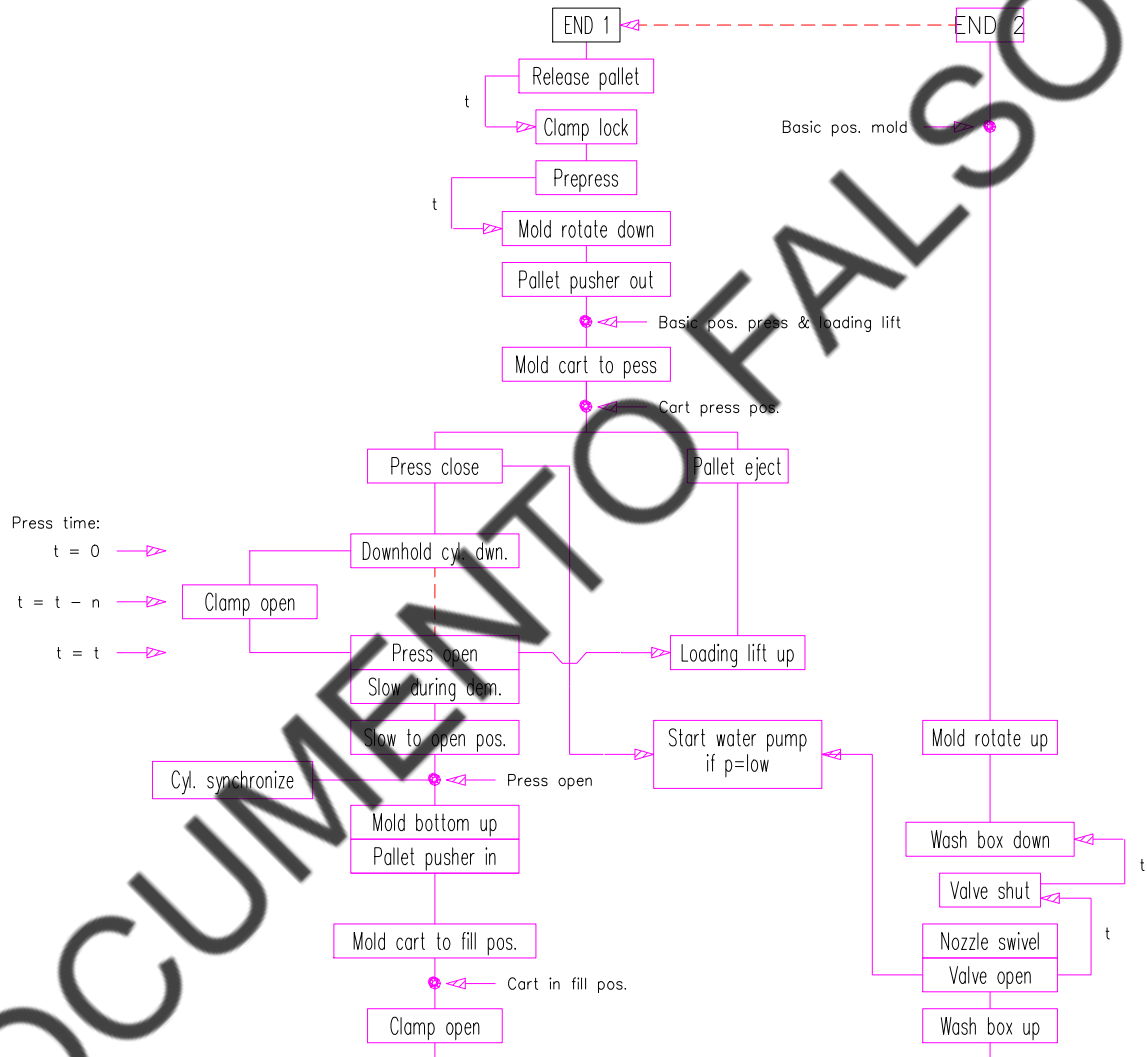 END 1
END 2
Release pallet
t
Clamp lock
Basic pos. mold
Prepress
t
Mold rotate down
Pallet pusher out
Basic pos. press & loading lift
Mold cart to pess
Cart press pos.
Press close
Pallet eject
Press time:
t = 0
Downhold cyl. dwn.
t = t - n
Clamp open
t = t
Press open
Loading lift up
Slow during dem.
Slow to open pos.
Start water pump
if p=low
Mold rotate up
Cyl. synchronize
Press open
Mold bottom up
Wash box down
Pallet pusher in
t
Valve shut
t
Mold cart to fill pos.
Nozzle swivel
Valve open
Cart in fill pos.
Clamp open
Wash box up
DOCUMENTO FALSO